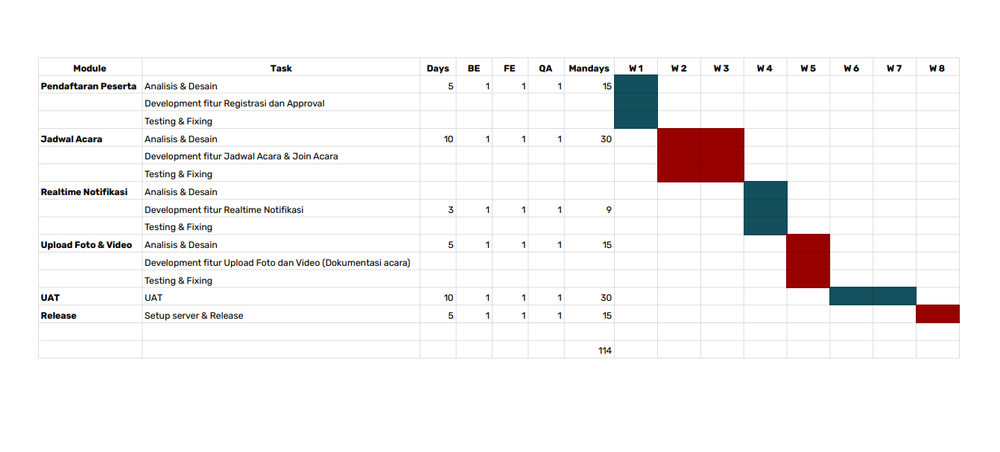 Module Task Days BE FE QA Mandays W 1 W 2 W 3 W 4 W 5 W 6 W 7 W 8
Pendaftaran Peserta Analisis & Desain 5 1 1 1 15
Development fitur Registrasi dan Approval
Testing & Fixing
Jadwal Acara Analisis & Desain 10 1 1 1 30
Development fitur Jadwal Acara & Join Acara
Testing & Fixing
Realtime Notifikasi Analisis & Desain
Development fitur Realtime Notifikasi 3 1 1 1 9
Testing & Fixing
Upload Foto & Video Analisis & Desain 5 1 1 1 15
Development fitur Upload Foto dan Video (Dokumentasi acara)
Testing & Fixing
UAT UAT 10 1 1 1 30
Release Setup server & Release 5 1 1 1 15
114